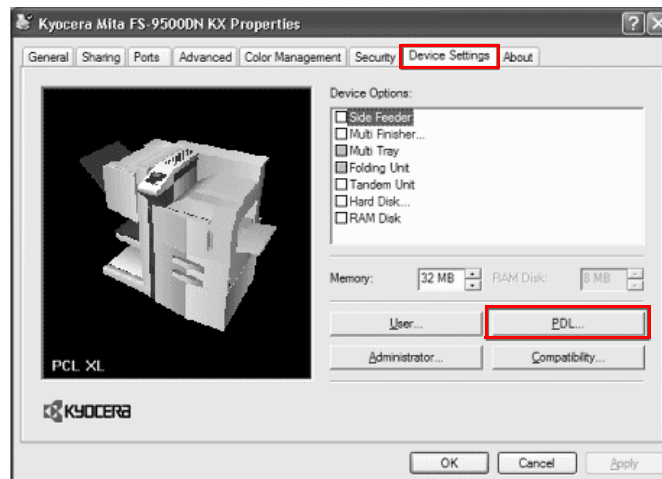 Kyocera Mita FS-9500DN KX Properties
General Sharing Ports Advanced Color Management Security Device Settings About
Device Options:
Side Feeder
Multi Finisher...
Multi Tray
Folding Unit
Tandem Unit
Hard Disk...
RAM Disk
Memory: 32 MB RAM Disk: 8 MB
User... PDL...
Administrator... Compatibility...
PCL XL
KYOCERA
OK Cancel Apply